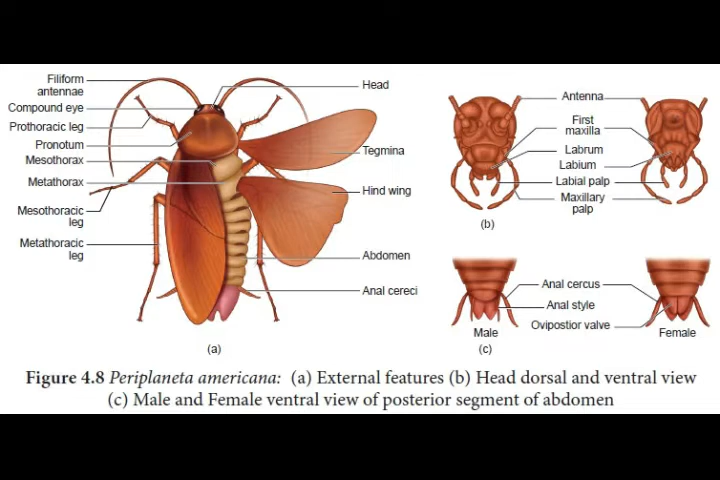 Filiform
antennae
Compound eye
Prothoracic leg
Pronotum
Mesothorax
Metathorax
Mesothoracic
leg
Metathoracic
leg
Head
Tegmina
Hind wing
Abdomen
Anal cereci
(a)
Antenna
First
maxilla
Labrum
Labium
Labial palp
Maxillary
palp
(b)
Anal cercus
Anal style
Ovipostior valve
Male
Female
(c)
Figure 4.8 Periplaneta americana: (a) External features (b) Head dorsal and ventral view
(c) Male and Female ventral view of posterior segment of abdomen